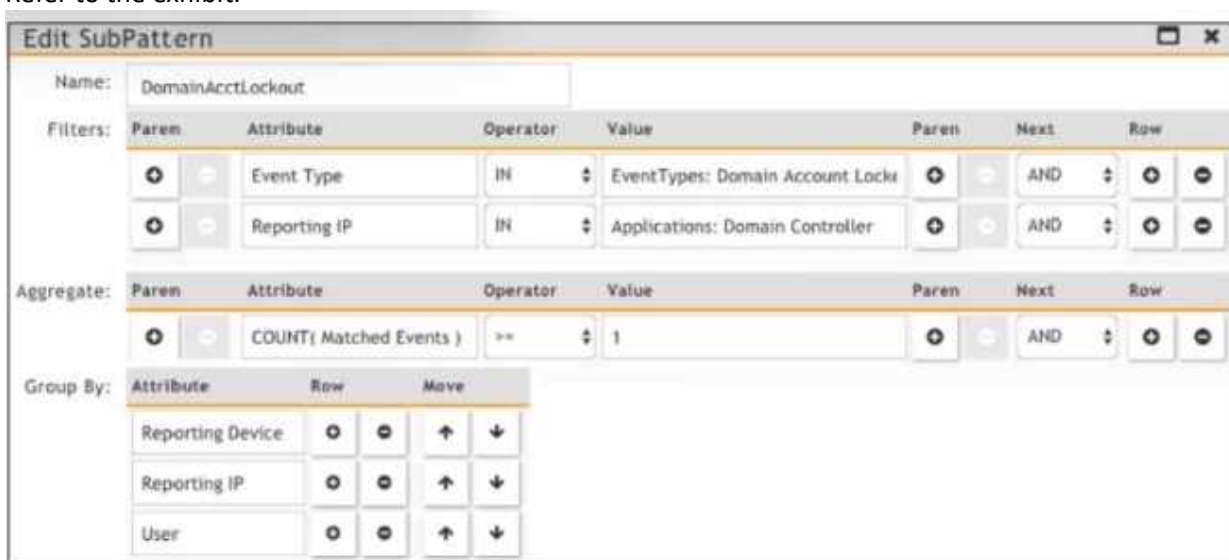 Refer to the exhibit.
Edit SubPattern
Name: DomainAcctLockout
Filters: Paren Attribute Operator Value Paren Next Row
Event Type IN EventTypes: Domain Account Locke AND
Reporting IP IN Applications: Domain Controller AND
Aggregate: Paren Attribute Operator Value Paren Next Row
COUNT( Matched Events ) >= 1 AND
Group By: Attribute Row Move
Reporting Device
Reporting IP
User